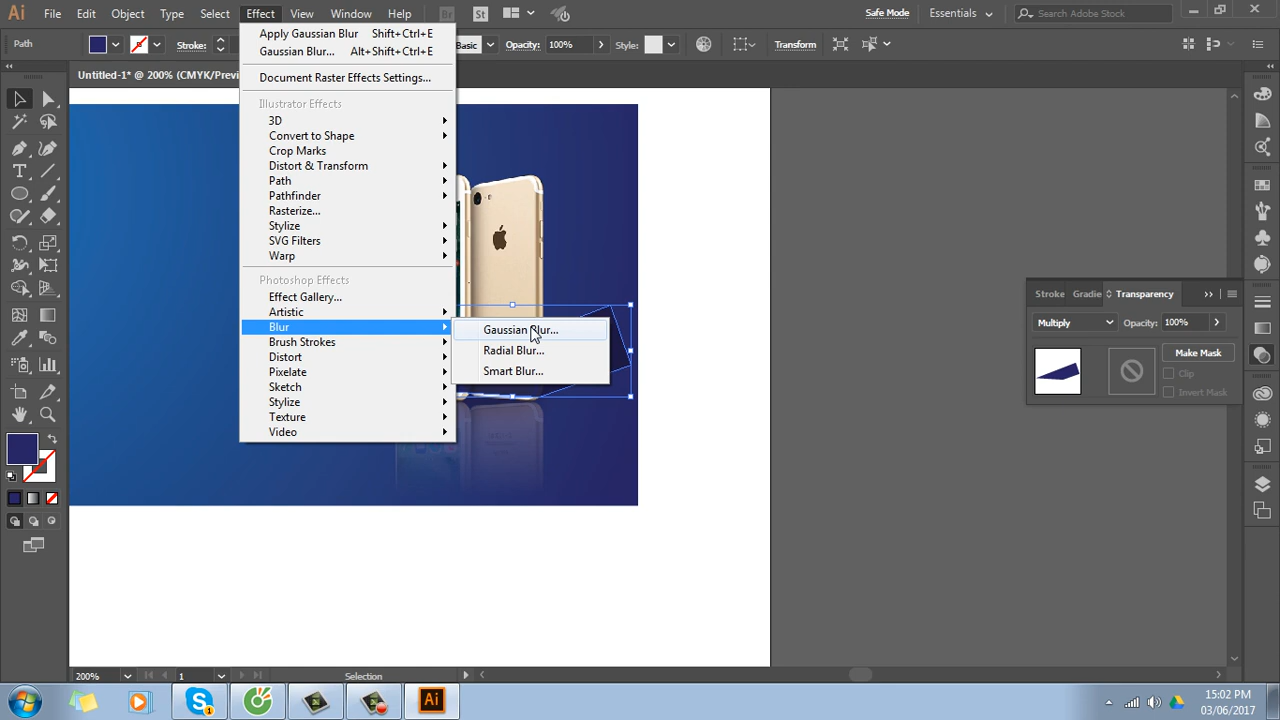 Ai File Edit Object Type Select Effect View Window Help Br St Safe Mode Essentials Search Adobe Stock
Path Stroke: Basic Opacity: 100% Style: Transform
Untitled-1* @ 200% (CMYK/Previ
Apply Gaussian Blur Shift+Ctrl+E
Gaussian Blur... Alt+Shift+Ctrl+E
Document Raster Effects Settings...
Illustrator Effects
3D
Convert to Shape
Crop Marks
Distort & Transform
Path
Pathfinder
Rasterize...
Stylize
SVG Filters
Warp
Photoshop Effects
Effect Gallery...
Artistic
Blur
Brush Strokes
Distort
Pixelate
Sketch
Stylize
Texture
Video
Gaussian Blur...
Radial Blur...
Smart Blur...
Stroke Gradie Transparency
Multiply Opacity: 100%
Make Mask
Clip
Invert Mask
200% 1 Selection
Ai 15:02 PM
03/06/2017